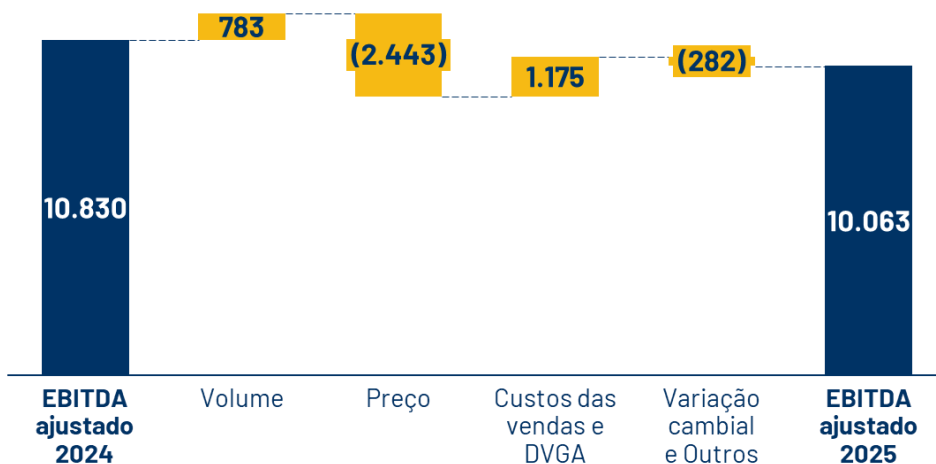 783
(2.443)
1.175
(282)
10.830
10.063
EBITDA
ajustado
2024
Volume
Preço
Custos das
vendas e
DVGA
Variação
cambial
e Outros
EBITDA
ajustado
2025